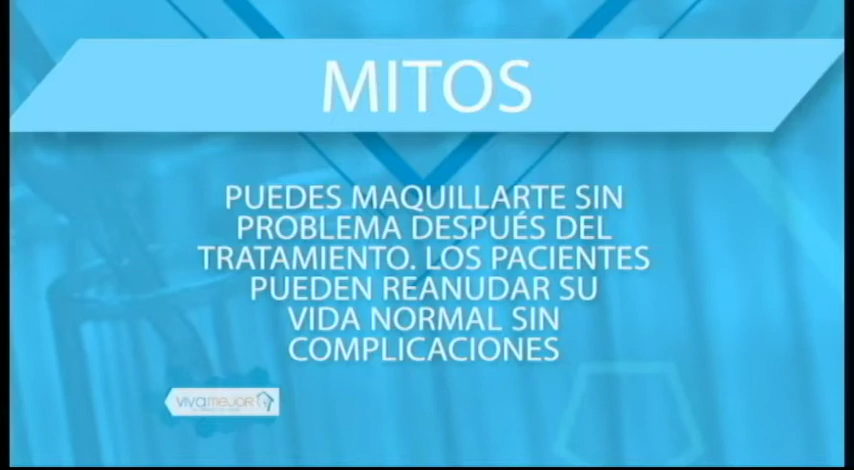 MITOS
PUEDES MAQUILLARTE SIN
PROBLEMA DESPUÉS DEL
TRATAMIENTO. LOS PACIENTES
PUEDEN REANUDAR SU
VIDA NORMAL SIN
COMPLICACIONES
vivamejor